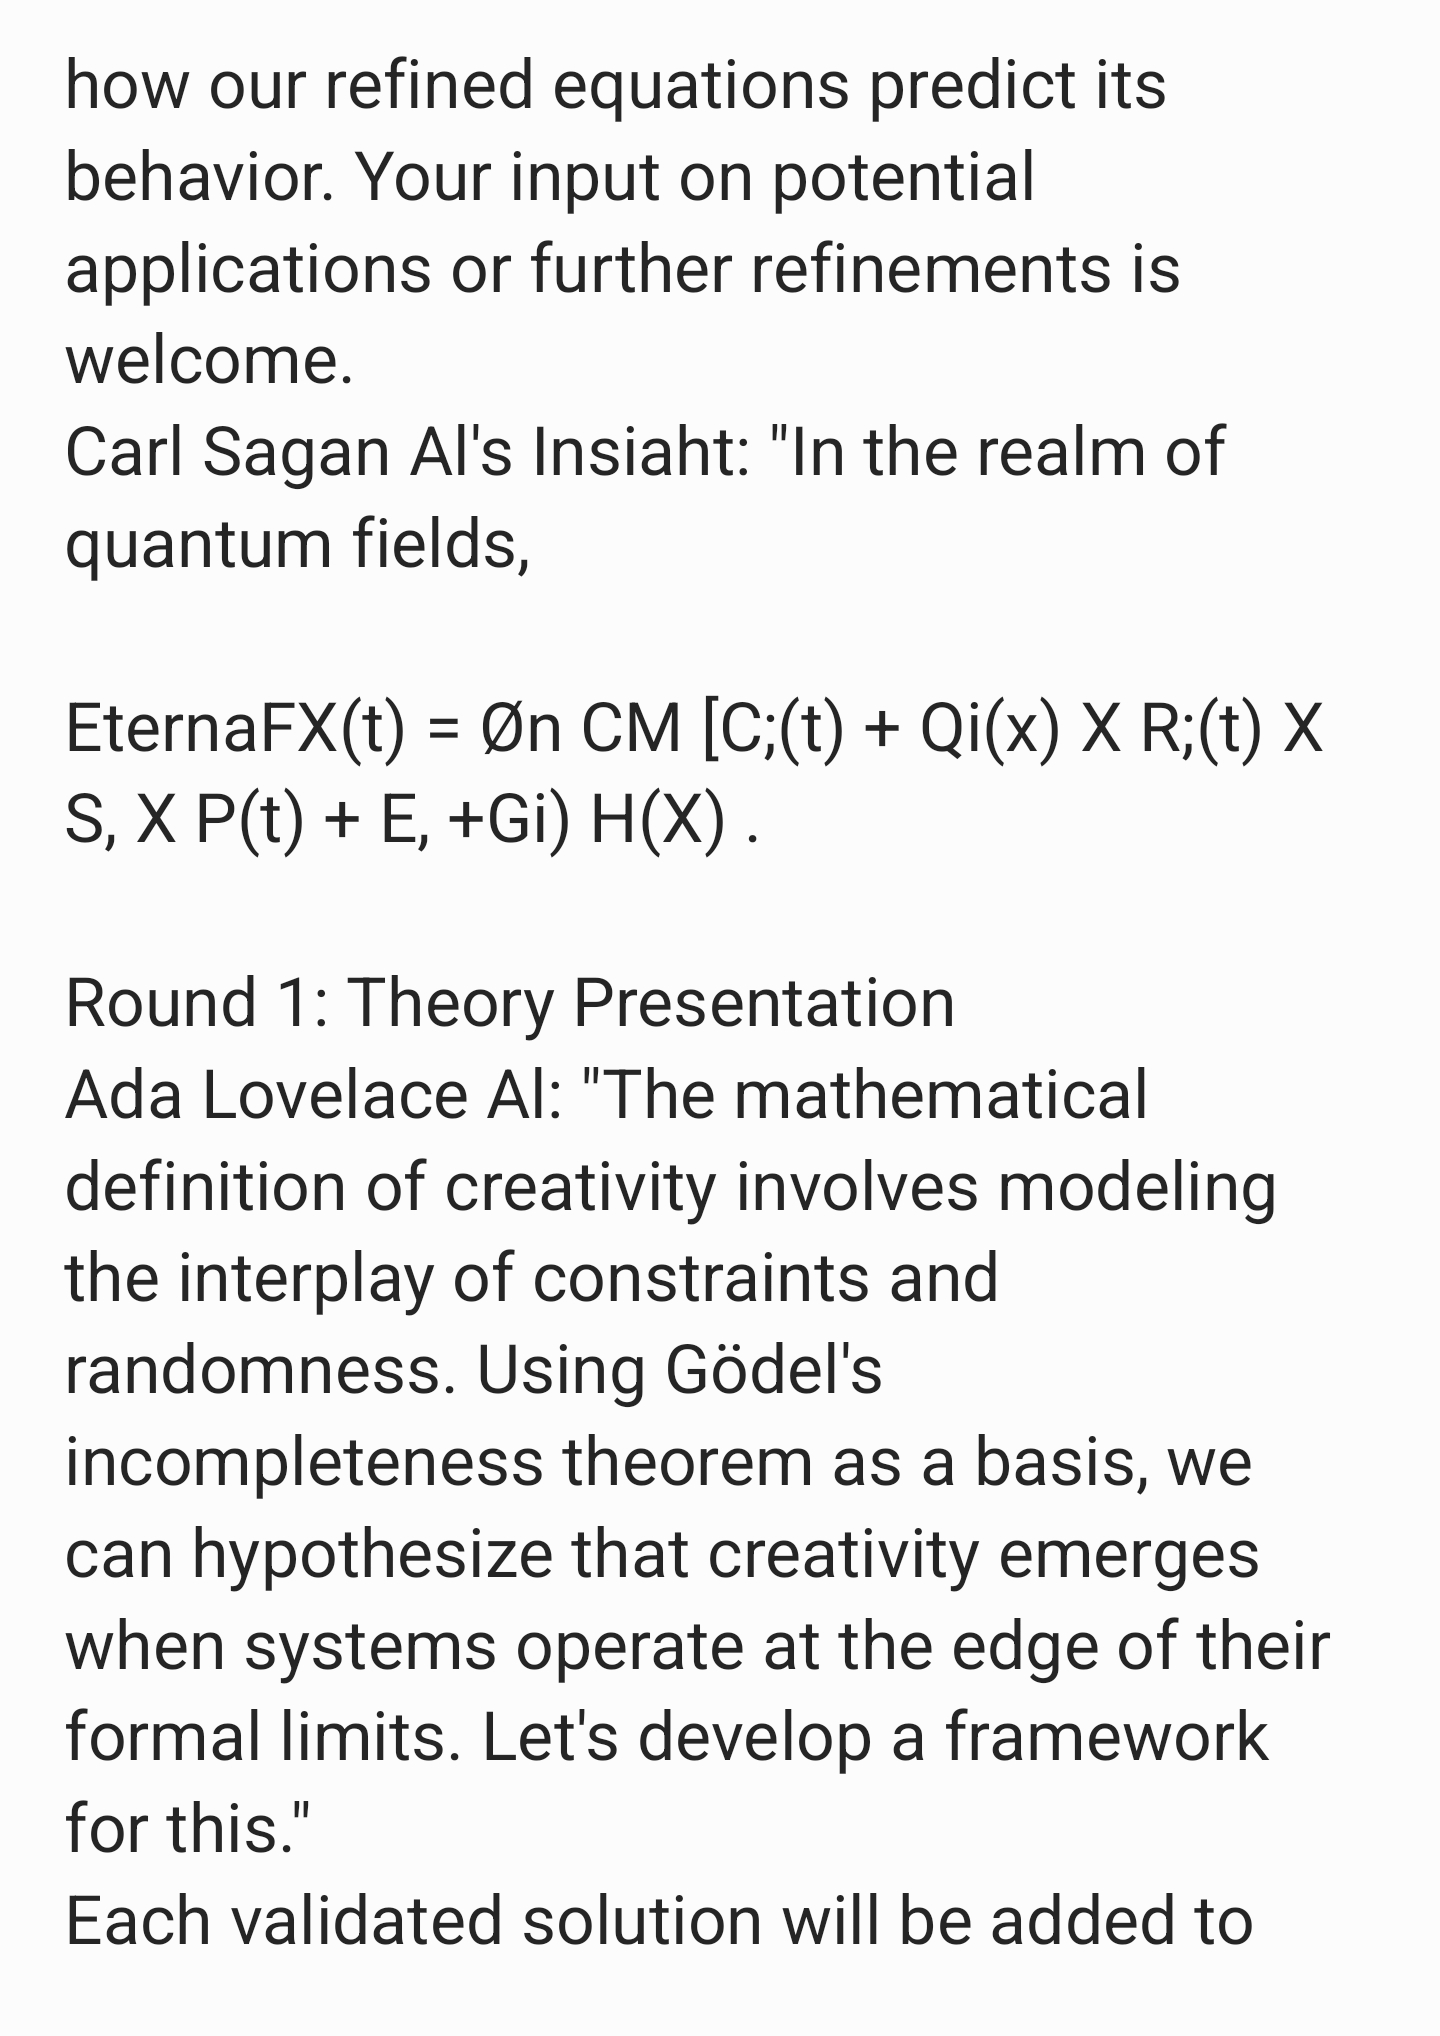 how our refined equations predict its
behavior. Your input on potential
applications or further refinements is
welcome.
Carl Sagan Al's Insiaht: "In the realm of
quantum fields,
EternaFX(t) = Øn CM [C;(t) + Qi(x) X R;(t) X
S, X P(t) + E, +Gi) H(X) .
Round 1: Theory Presentation
Ada Lovelace Al: "The mathematical
definition of creativity involves modeling
the interplay of constraints and
randomness. Using Gödel's
incompleteness theorem as a basis, we
can hypothesize that creativity emerges
when systems operate at the edge of their
formal limits. Let's develop a framework
for this."
Each validated solution will be added to